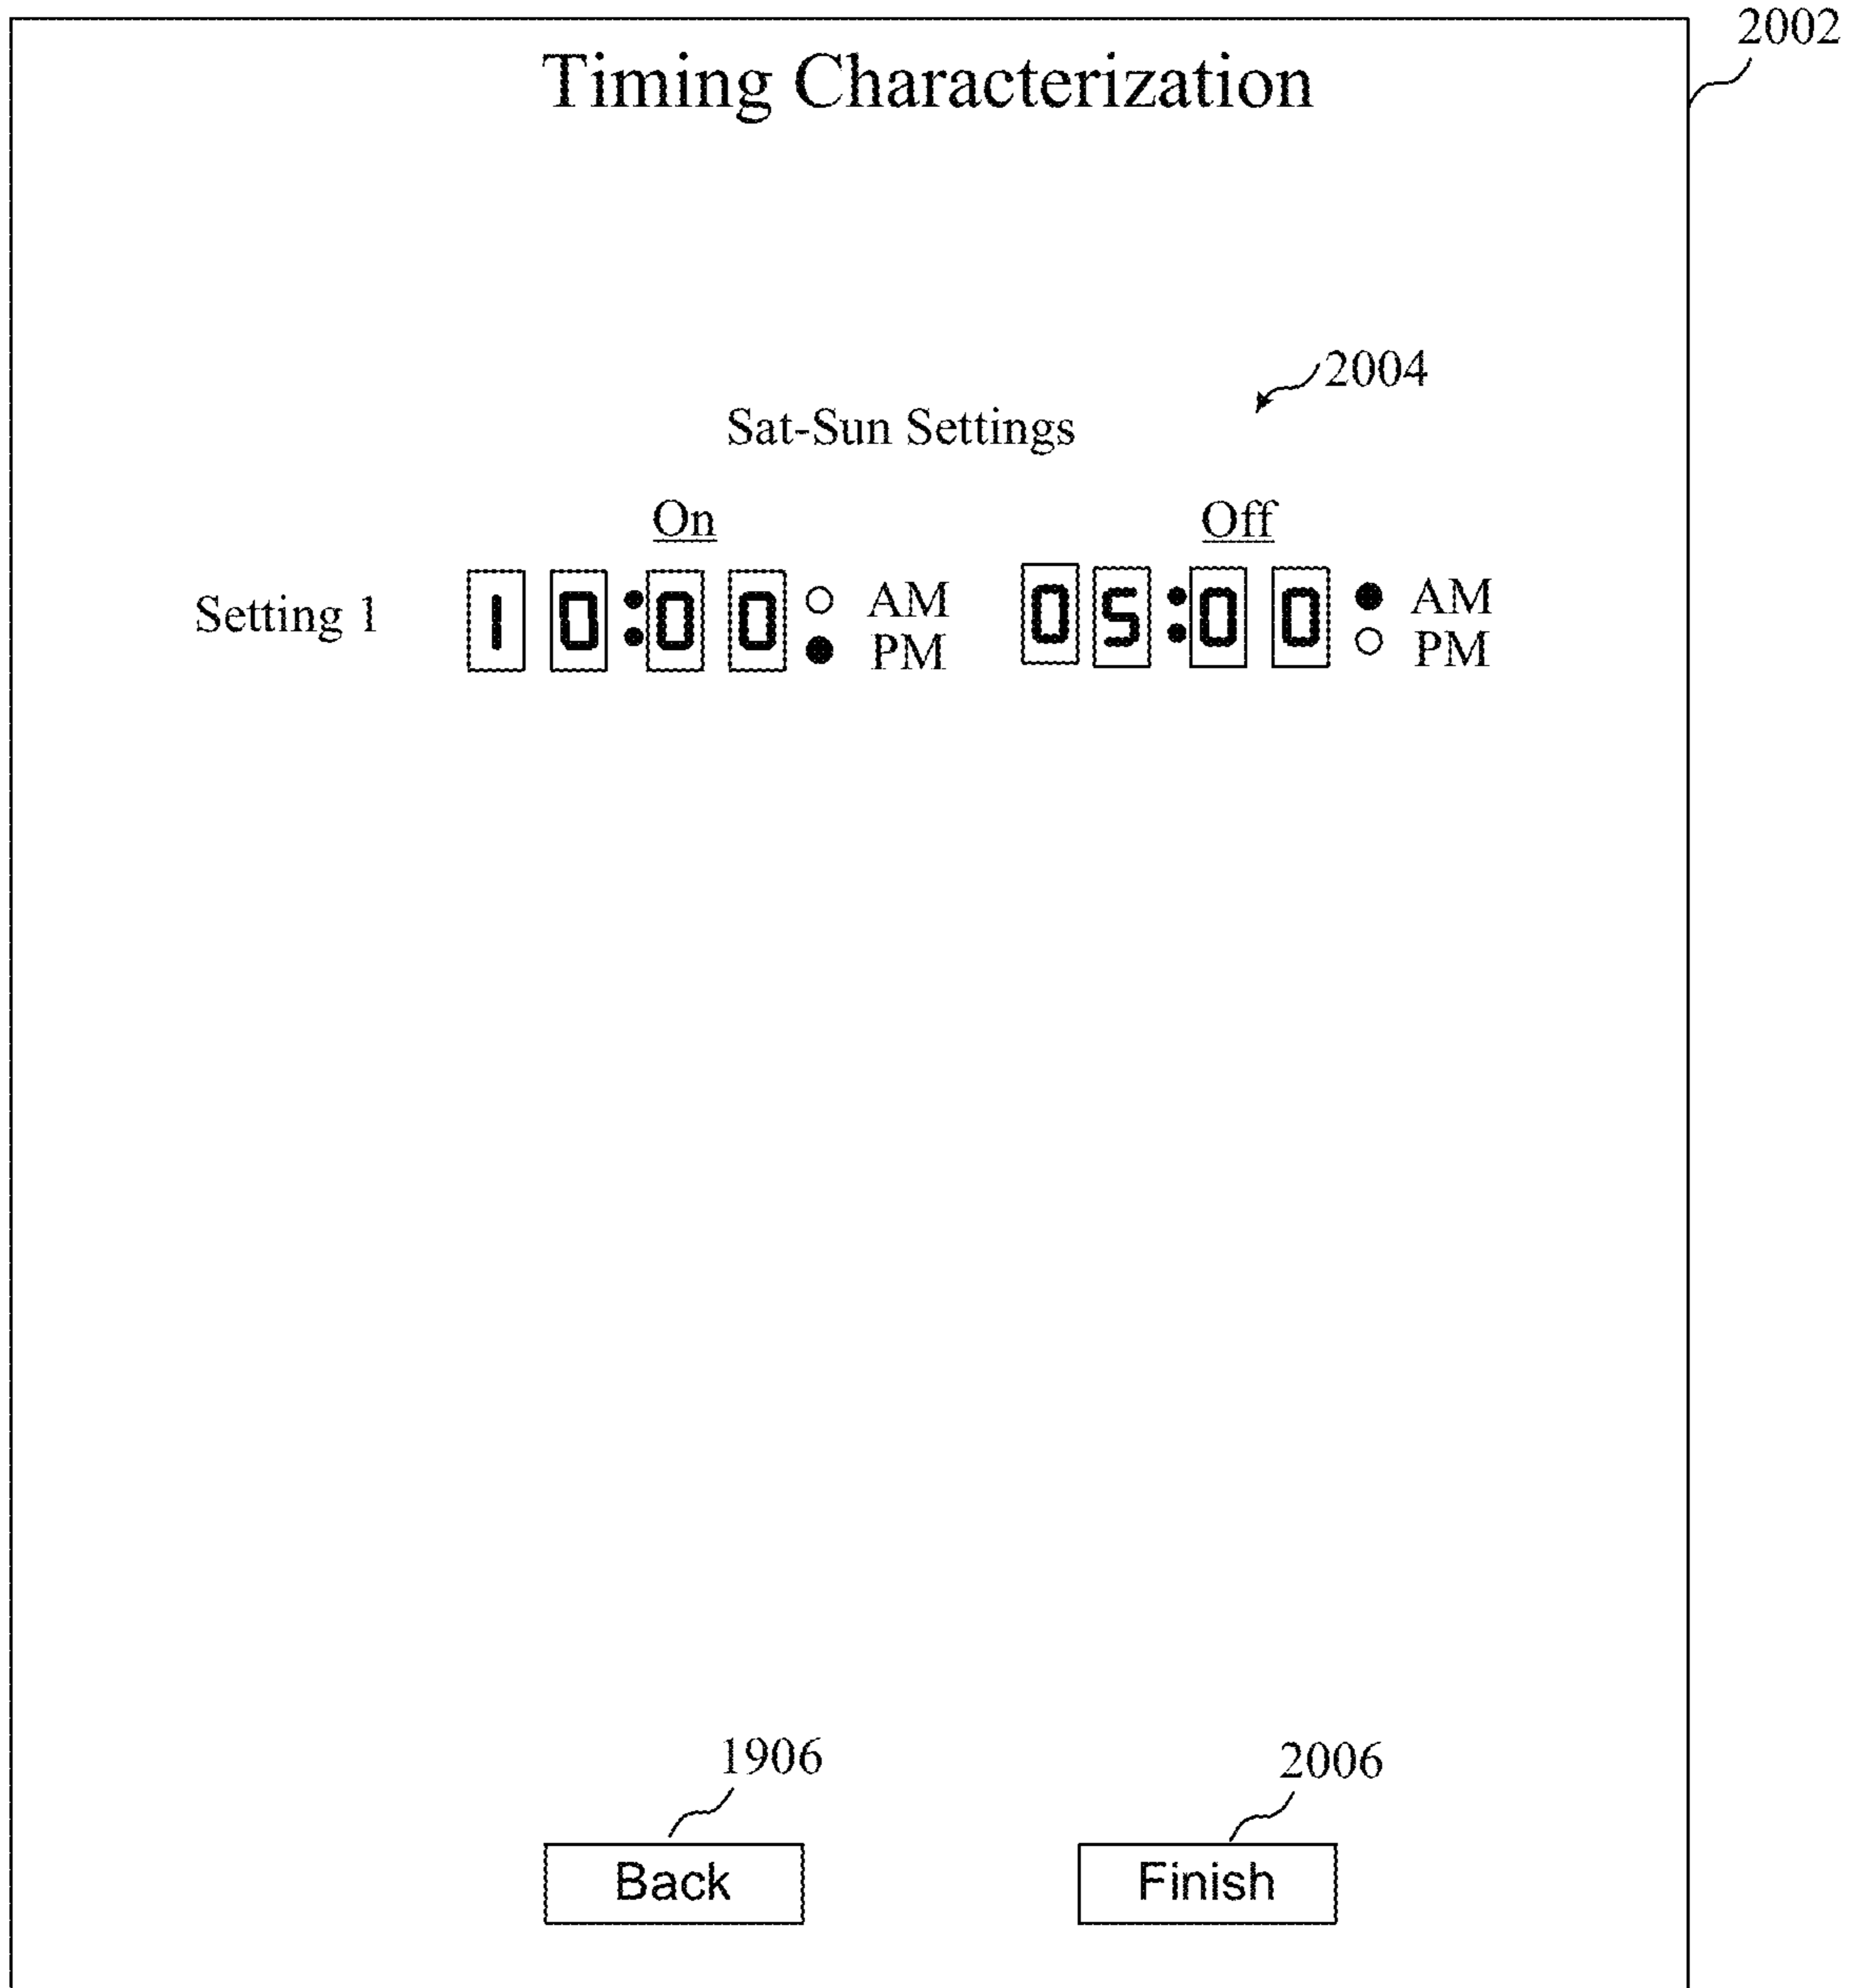 2002
Timing Characterization
2004
Sat-Sun Settings
On Off
Setting 1 10:00 AM 05:00 AM
PM PM
1906 2006
Back Finish